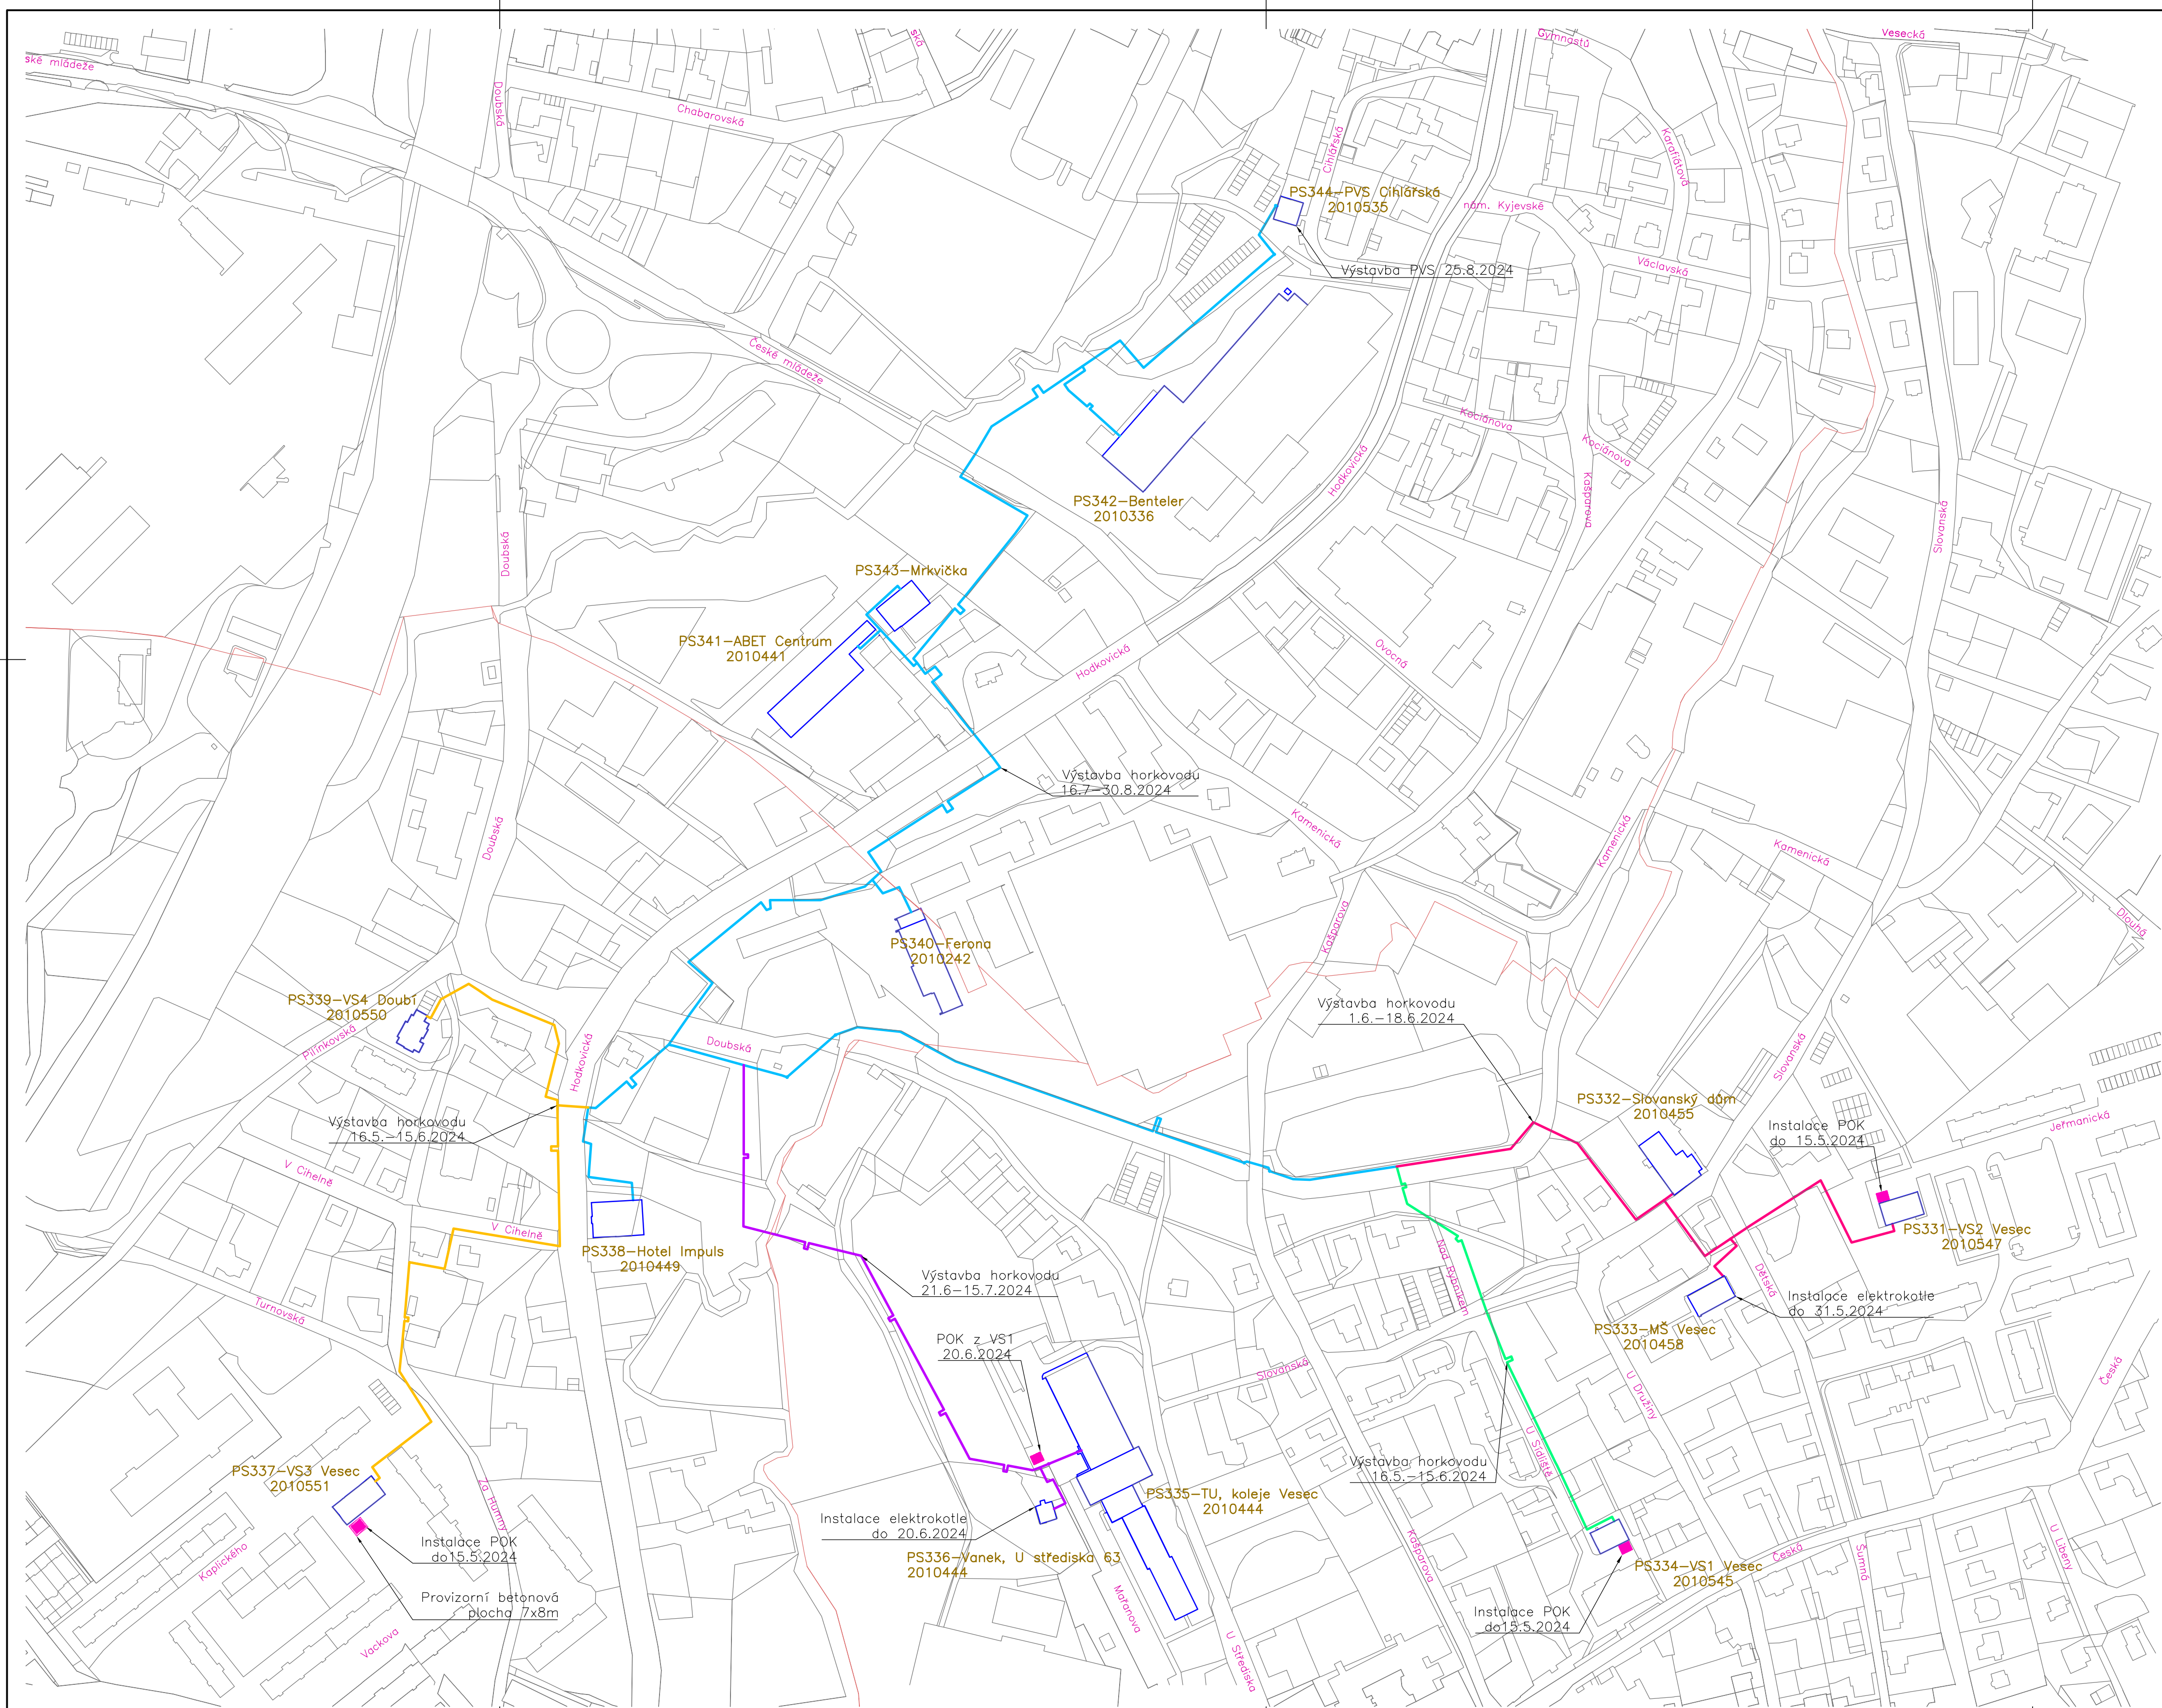 Vesecká
Gymnastů
ské mládeže
ská
Doubská
Chabarovská
Cihlářská
Karafiátová
PS344-PVS Cihlářská
2010535
nám. Kyjevské
Václavská
Výstavba PVS 25.8.2024
České mládeže
Kociánova
Kociánova
Hodkovická
Kašparova
Slovanská
PS342-Benteler
2010336
Doubská
PS343-Mrkvička
PS341-ABET Centrum
2010441
Ovocná
Hodkovická
Výstavba horkovodu
16.7-30.8.2024
Kamenická
Doubská
Kamenická
Kamenická
Dlouhá
Kašparova
PS340-Ferona
2010242
PS339-VS4 Doubí
2010550
Pilínkovská
Výstavba horkovodu
1.6.-18.6.2024
Doubská
Hodkovická
Slovanská
PS332-Slovanský dům
2010455
Jeřmanická
Instalace POK
do 15.5.2024
Výstavba horkovodu
16.5.-15.6.2024
V Cihelně
V Cihelně
PS331-VS2 Vesec
2010547
PS338-Hotel Impuls
2010449
Nad Rybníkem
Dětská
Výstavba horkovodu
21.6-15.7.2024
Turnovská
Instalace elektrokotle
do 31.5.2024
PS333-MŠ Vesec
2010458
POK z VS1
20.6.2024
Slovanská
Česká
U Družiny
U Sídliště
Výstavba horkovodu
16.5.-15.6.2024
PS337-VS3 Vesec
2010551
Za Humny
PS335-TU, koleje Vesec
2010444
Instalace elektrokotle
do 20.6.2024
PS336-Vanek, U střediska 63
2010444
Instalace POK
do15.5.2024
Kaplického
Kašparova
Česká
Šumná
U Libeny
PS334-VS1 Vesec
2010545
Provizorní betonová
plocha 7x8m
Mařanova
Instalace POK
do15.5.2024
Vackova
U Střediska